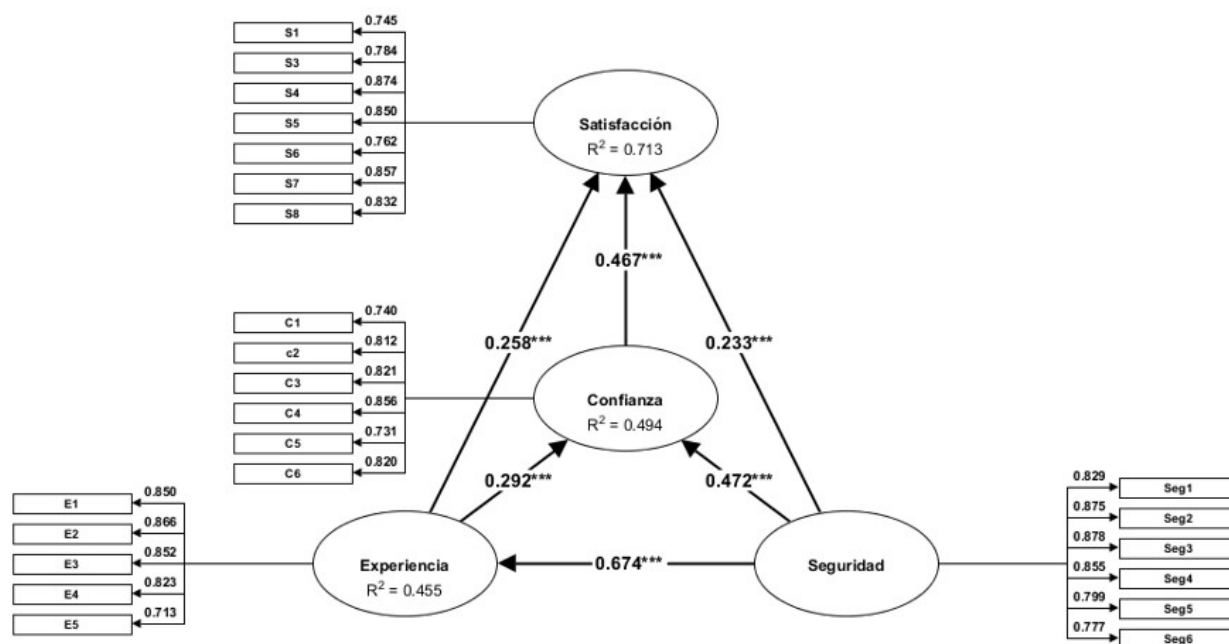 0.745
S1
0.784
S3
0.874
S4
0.850
S5
0.762
S6
0.857
S7
0.832
S8
Satisfacción
R² = 0.713
0.467***
0.258***
0.233***
0.740
C1
0.812
c2
0.821
C3
0.856
C4
0.731
C5
0.820
C6
Confianza
R² = 0.494
0.292***
0.472***
0.850
E1
0.866
E2
0.852
E3
0.823
E4
0.713
E5
Experiencia
R² = 0.455
0.674***
Seguridad
0.829
Seg1
0.875
Seg2
0.878
Seg3
0.855
Seg4
0.799
Seg5
0.777
Seg6